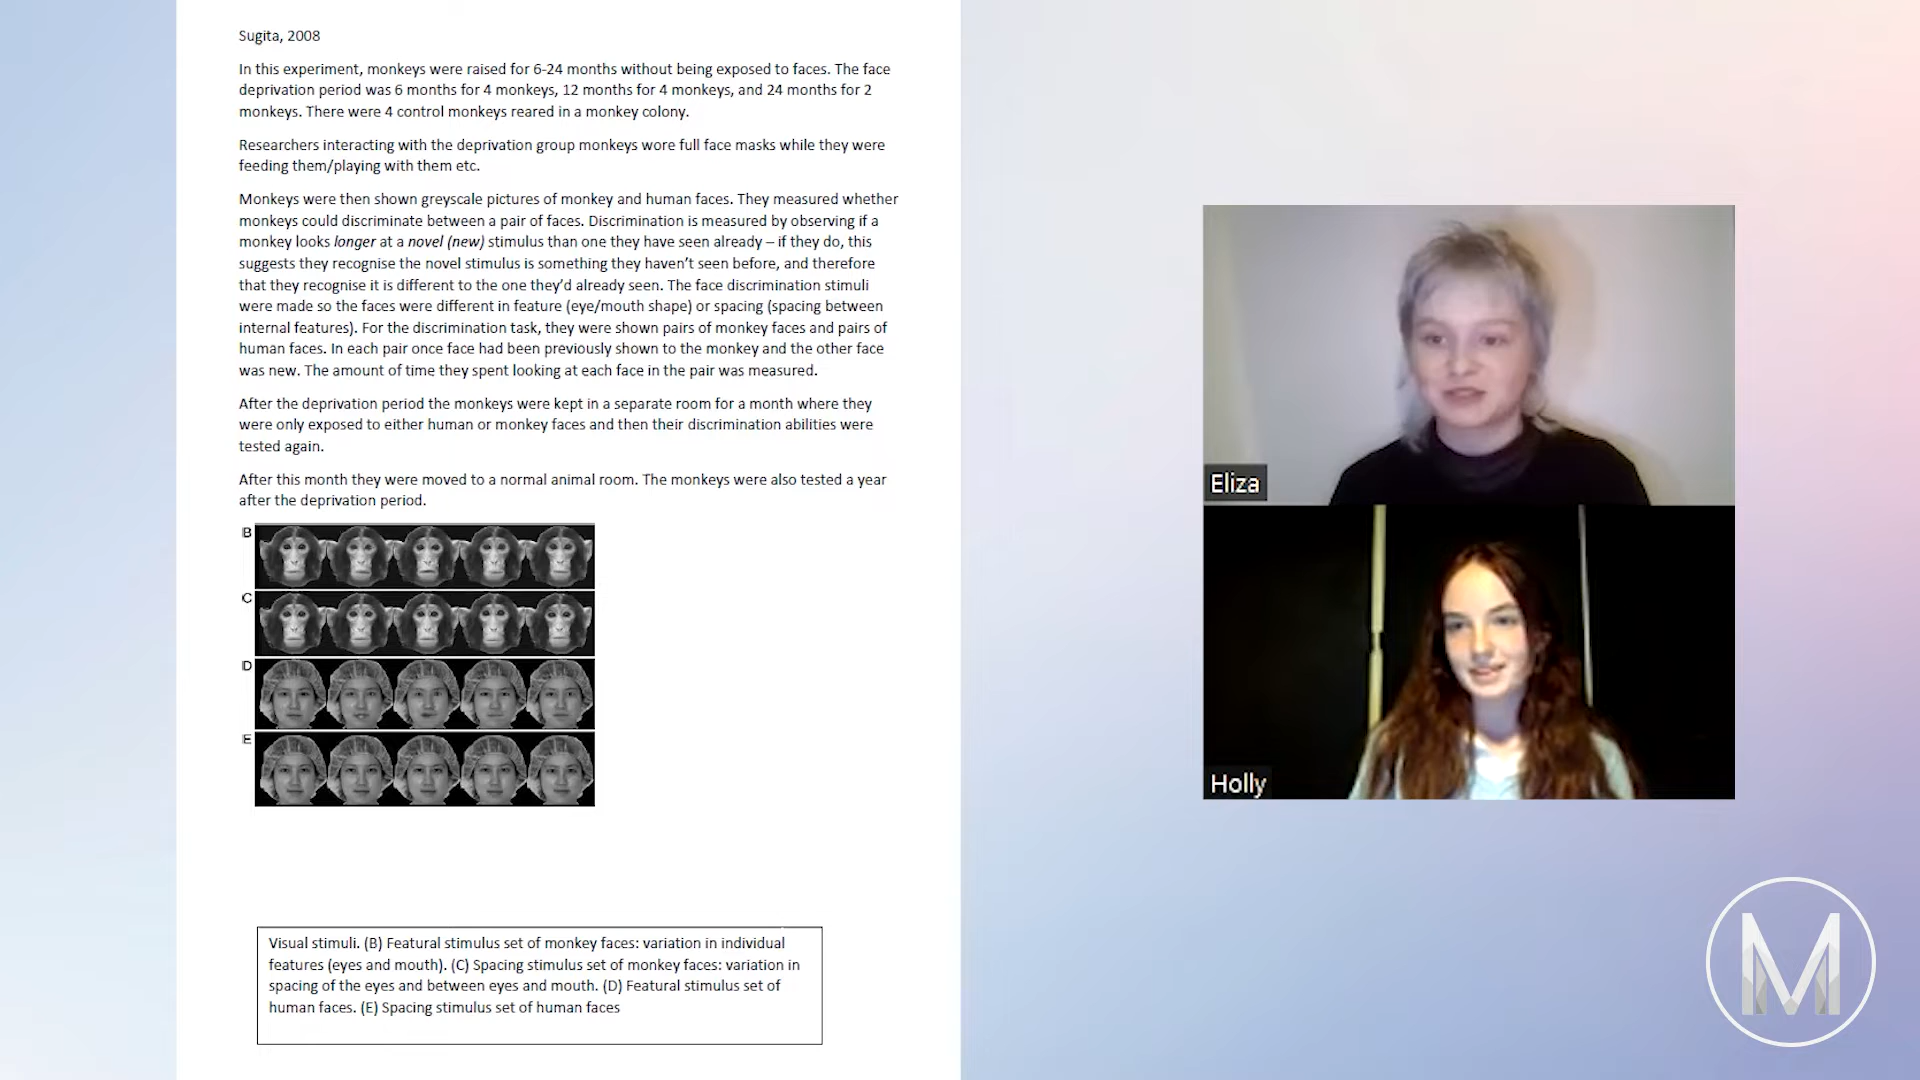 Sugita, 2008
In this experiment, monkeys were raised for 6-24 months without being exposed to faces. The face
deprivation period was 6 months for 4 monkeys, 12 months for 4 monkeys, and 24 months for 2
monkeys. There were 4 control monkeys reared in a monkey colony.
Researchers interacting with the deprivation group monkeys wore full face masks while they were
feeding them/playing with them etc.
Monkeys were then shown greyscale pictures of monkey and human faces. They measured whether
monkeys could discriminate between a pair of faces. Discrimination is measured by observing if a
monkey looks longer at a novel (new) stimulus than one they have seen already – if they do, this
suggests they recognise the novel stimulus is something they haven't seen before, and therefore
that they recognise it is different to the one they'd already seen. The face discrimination stimuli
were made so the faces were different in feature (eye/mouth shape) or spacing (spacing between
internal features). For the discrimination task, they were shown pairs of monkey faces and pairs of
human faces. In each pair once face had been previously shown to the monkey and the other face
was new. The amount of time they spent looking at each face in the pair was measured.
After the deprivation period the monkeys were kept in a separate room for a month where they
were only exposed to either human or monkey faces and then their discrimination abilities were
tested again.
After this month they were moved to a normal animal room. The monkeys were also tested a year
after the deprivation period.
B
C
D
E
Visual stimuli. (B) Featural stimulus set of monkey faces: variation in individual
features (eyes and mouth). (C) Spacing stimulus set of monkey faces: variation in
spacing of the eyes and between eyes and mouth. (D) Featural stimulus set of
human faces. (E) Spacing stimulus set of human faces
Eliza
Holly
M